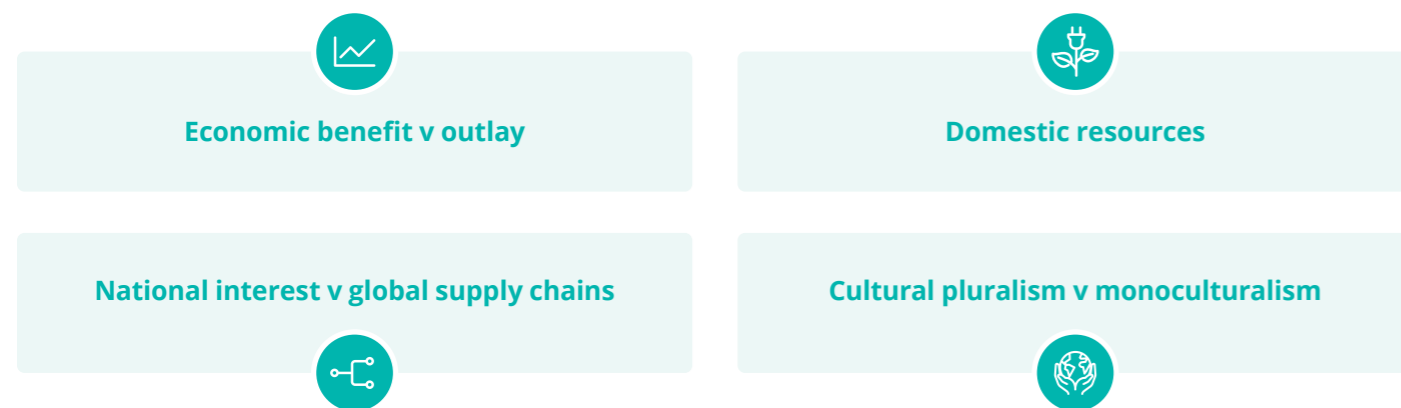 Economic benefit v outlay
Domestic resources
National interest v global supply chains
Cultural pluralism v monoculturalism